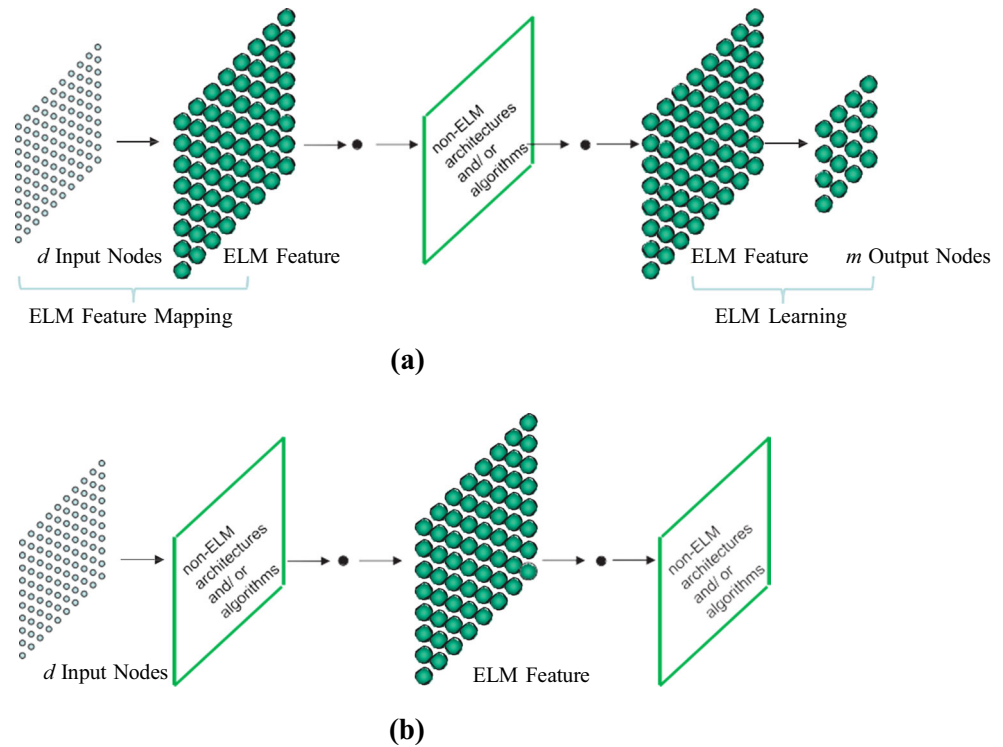 non-ELM
architectures
and/ or
algorithms
d Input Nodes
ELM Feature
ELM Feature
m Output Nodes
ELM Feature Mapping
ELM Learning
(a)
non-ELM
architectures
and/ or
algorithms
non-ELM
architectures
and/ or
algorithms
d Input Nodes
ELM Feature
(b)